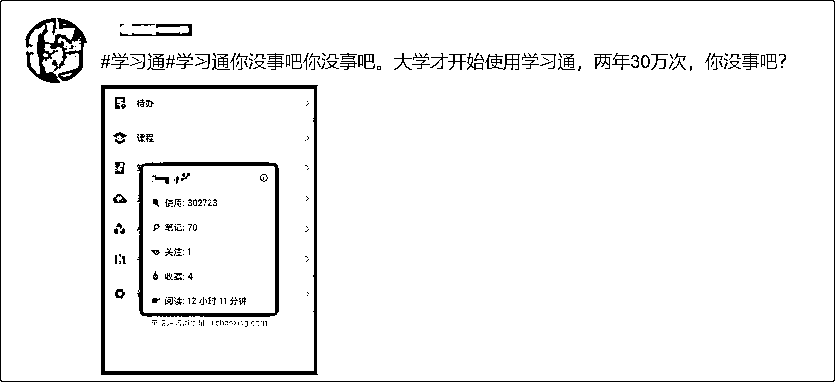 #学习通#学习通你没事吧你没事吧。大学才开始使用学习通，两年30万次，你没事吧？
待办
课程
使用: 302723
笔记: 70
关注: 1
收藏: 4
阅读: 12 小时 11 分钟